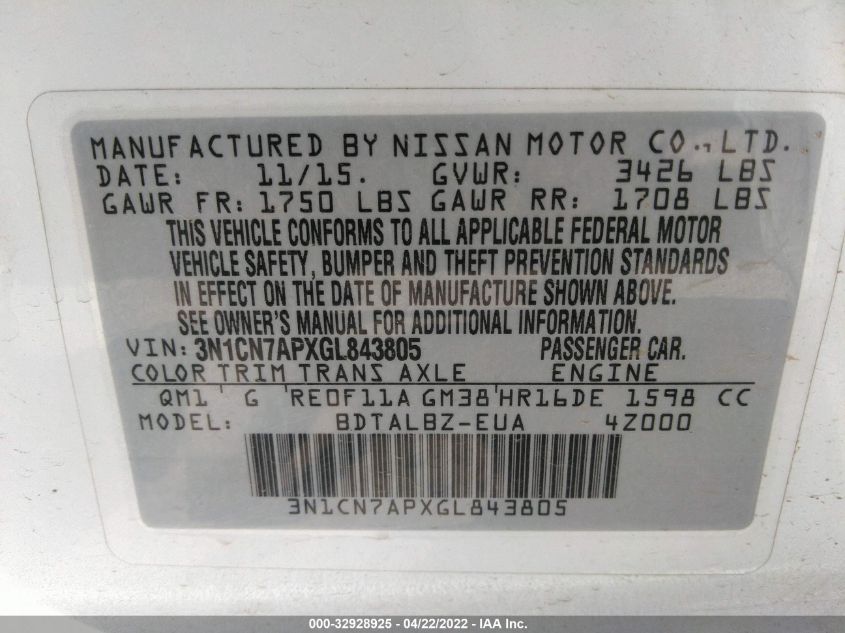 MANUFACTURED BY NISSAN MOTOR CO., LTD.
DATE: 11/15. GVWR: 3426 LBS
GAWR FR: 1750 LBS GAWR RR: 1708 LBS
THIS VEHICLE CONFORMS TO ALL APPLICABLE FEDERAL MOTOR
VEHICLE SAFETY, BUMPER AND THEFT PREVENTION STANDARDS
IN EFFECT ON THE DATE OF MANUFACTURE SHOWN ABOVE.
SEE OWNER'S MANUAL FOR ADDITIONAL INFORMATION.
VIN: 3N1CN7APXGL843805 PASSENGER CAR.
COLOR TRIM TRANS AXLE ENGINE
QM1 G RE0F11A GM38 HR16DE 1598 CC
MODEL: BDTALBZ-EUA 4Z000
3N1CN7APXGL843805
000-32928925 - 04/22/2022 - IAA Inc.